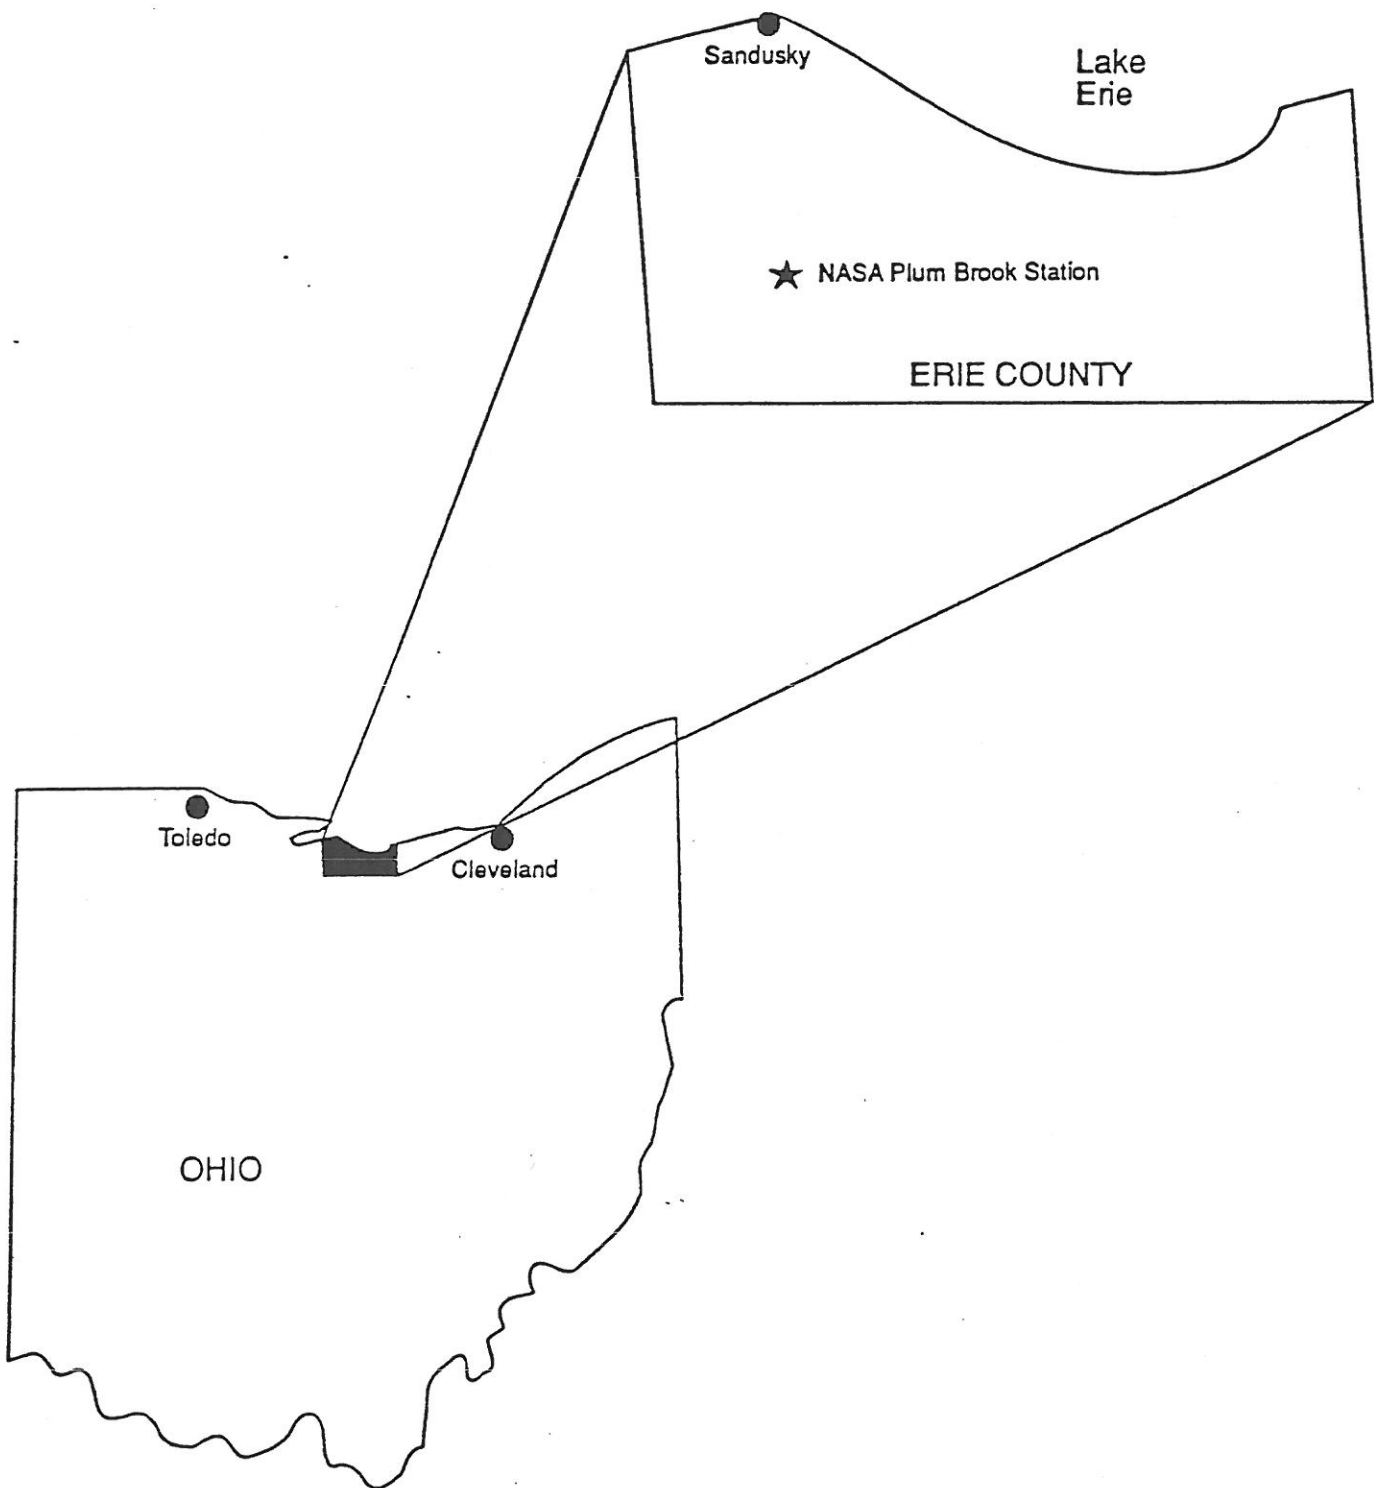 Sandusky
Lake
Erie
NASA Plum Brook Station
ERIE COUNTY
Toledo
Cleveland
OHIO